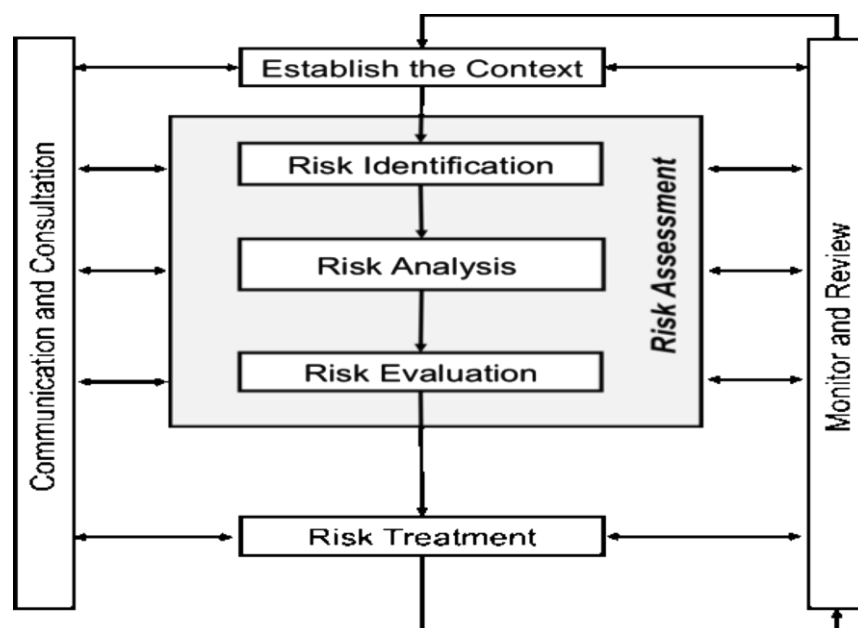 Establish the Context
Communication and Consultation
Risk Identification
Risk Analysis
Risk Evaluation
Risk Assessment
Monitor and Review
Risk Treatment